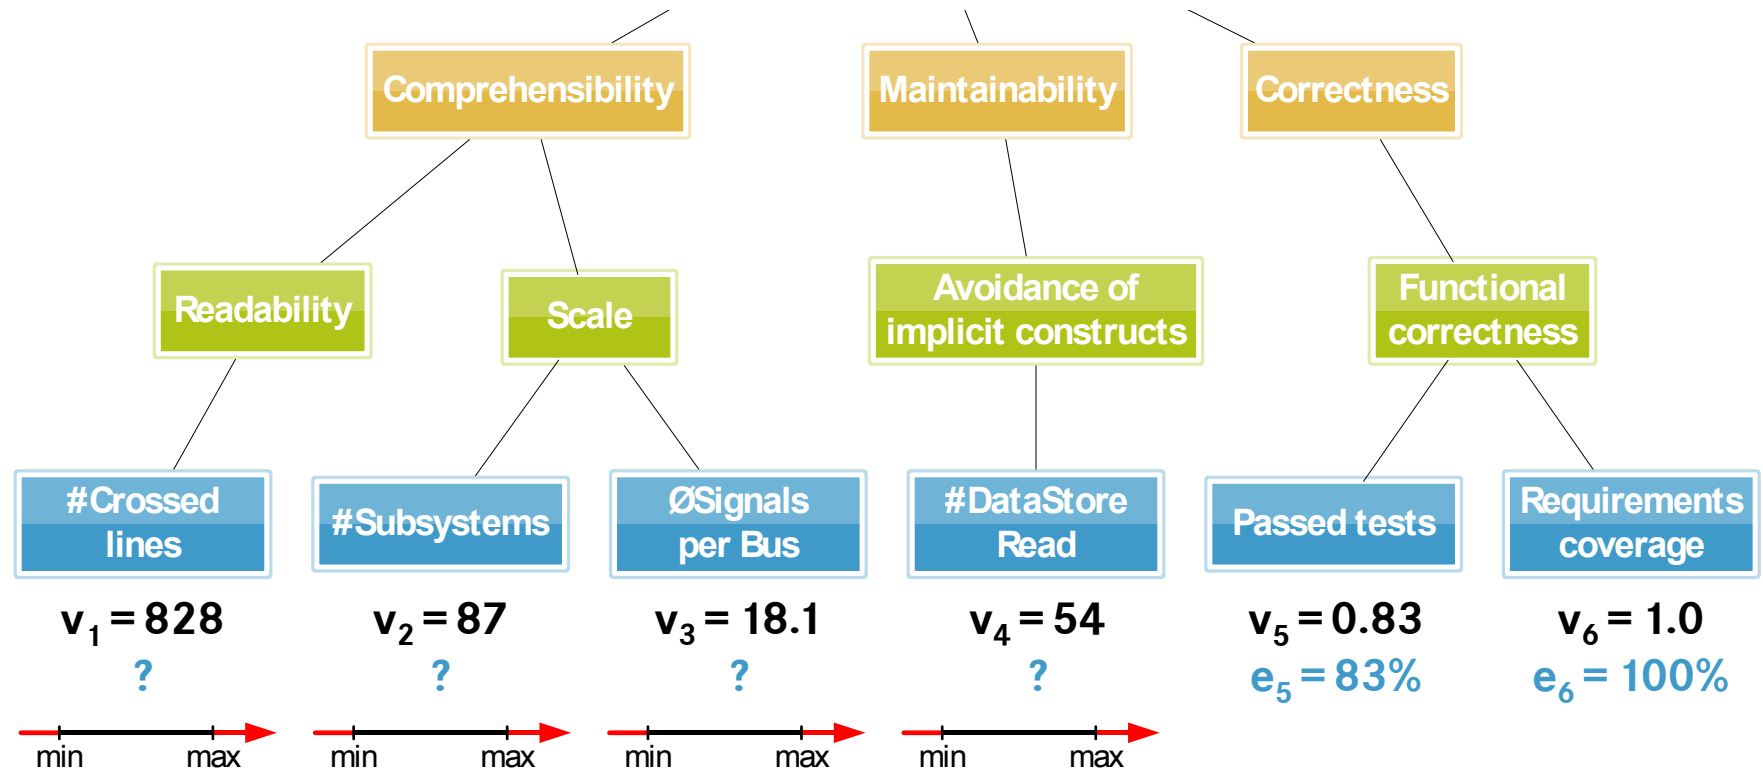 Comprehensibility
Maintainability
Correctness
Readability
Scale
Avoidance of
implicit constructs
Functional
correctness
#Crossed
lines
#Subsystems
ØSignals
per Bus
#DataStore
Read
Passed tests
Requirements
coverage
v1 = 828
v2 = 87
v3 = 18.1
v4 = 54
v5 = 0.83
v6 = 1.0
?
?
?
?
e5 = 83%
e6 = 100%
min max
min max
min max
min max